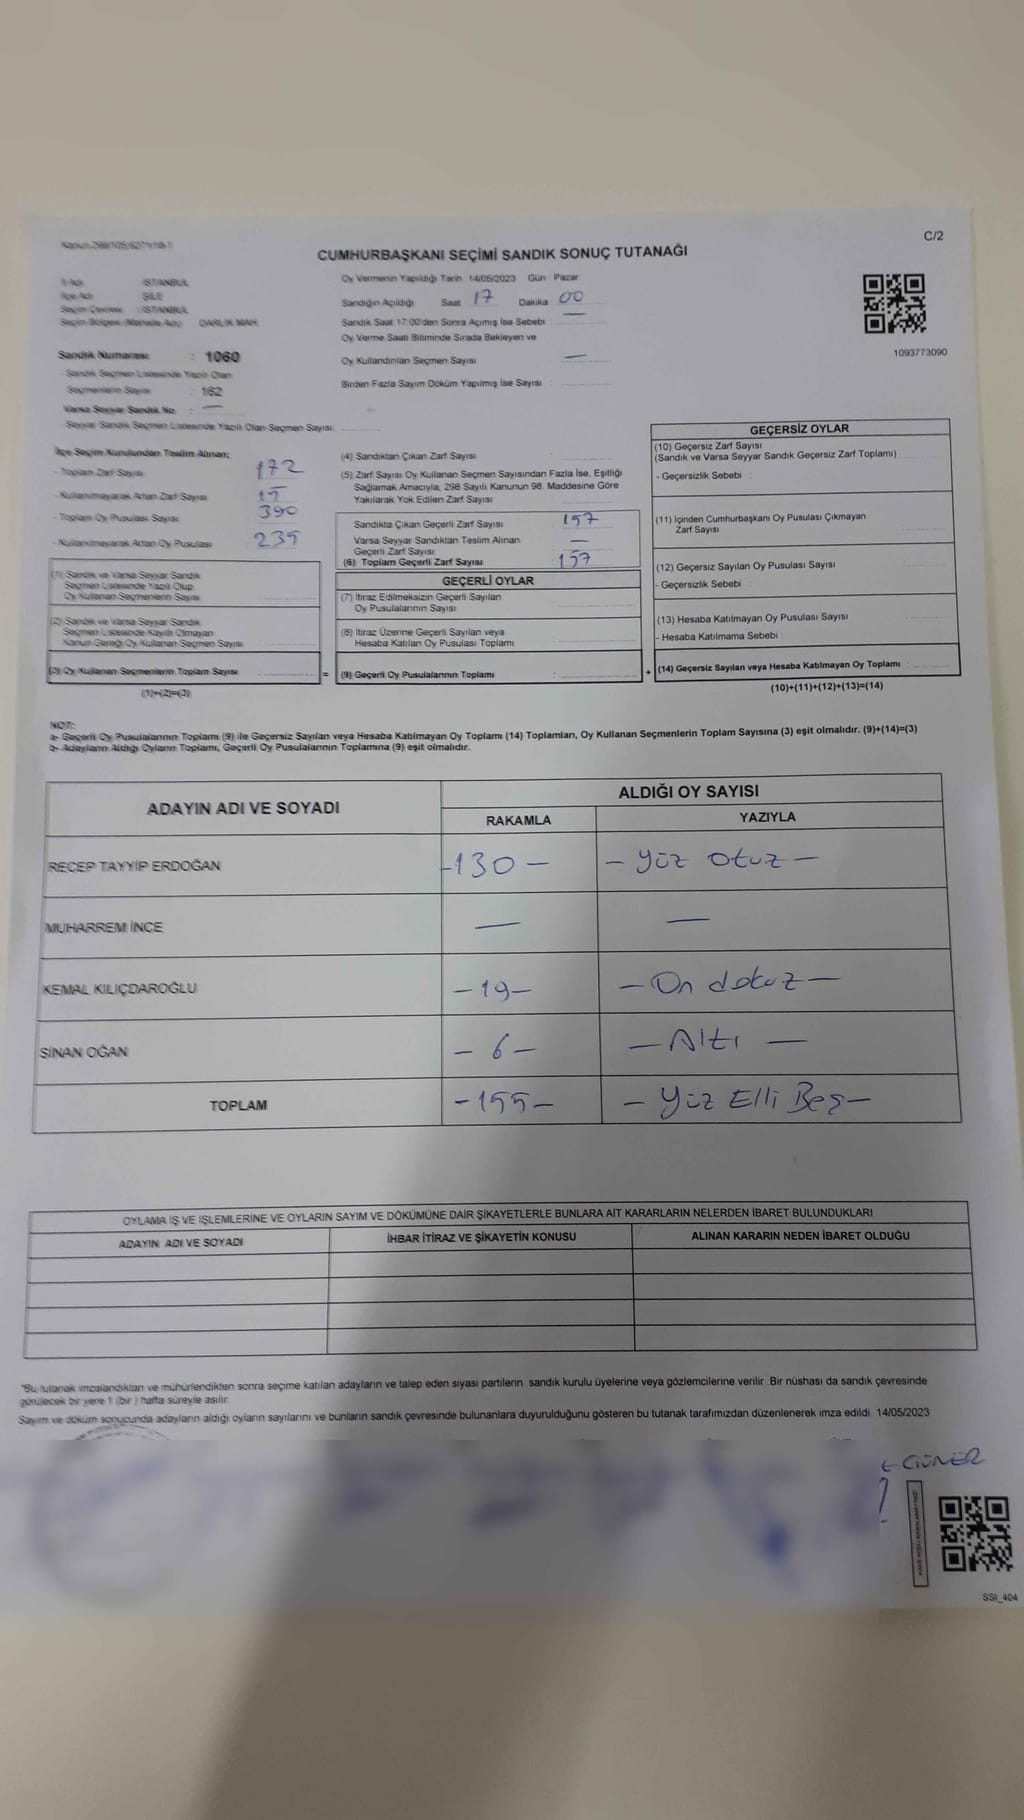 Kanun:298/105;6271/18-1
C/2
CUMHURBAŞKANI SEÇİMİ SANDIK SONUÇ TUTANAĞI
İl Adı : İSTANBUL
İlçe Adı : ŞİLE
Seçim Çevresi : İSTANBUL
Seçim Bölgesi (Mahalle Adı) DARLIK MAH.
Sandık Numarası : 1060
- Sandık Seçmen Listesinde Yazılı Olan
Seçmenlerin Sayısı : 162
Varsa Seyyar Sandık No : —
Seyyar Sandık Seçmen Listesinde Yazılı Olan Seçmen Sayısı:
Oy Vermenin Yapıldığı Tarih : 14/05/2023 Gün : Pazar
Sandığın Açıldığı Saat 17 Dakika 00
Sandık Saat 17:00'den Sonra Açımış İse Sebebi : —
Oy Verme Saati Bitiminde Sırada Bekleyen ve
Oy Kullandırılan Seçmen Sayısı : —
Birden Fazla Sayım Döküm Yapılmış İse Sayısı :
1093773090
İlçe Seçim Kurulundan Teslim Alınan;
- Toplam Zarf Sayısı 172
- Kullanılmayarak Artan Zarf Sayısı 15
- Toplam Oy Pusulası Sayısı 390
- Kullanılmayarak Artan Oy Pusulası 235
(1) Sandık ve Varsa Seyyar Sandık
Seçmen Listesinde Yazılı Olup
Oy Kullanan Seçmenlerin Sayısı
(2) Sandık ve Varsa Seyyar Sandık
Seçmen Listesinde Kayıtlı Olmayan
Kanun Gereği Oy Kullanan Seçmen Sayısı
(3) Oy Kullanan Seçmenlerin Toplam Sayısı =
(1)+(2)=(3)
(4) Sandıktan Çıkan Zarf Sayısı :
(5) Zarf Sayısı Oy Kullanan Seçmen Sayısından Fazla İse, Eşitliği
Sağlamak Amacıyla, 298 Sayılı Kanunun 98. Maddesine Göre
Yakılarak Yok Edilen Zarf Sayısı
Sandıkta Çıkan Geçerli Zarf Sayısı : 157
Varsa Seyyar Sandıktan Teslim Alınan
Geçerli Zarf Sayısı —
(6) Toplam Geçerli Zarf Sayısı : 157
GEÇERLİ OYLAR
(7) İtiraz Edilmeksizin Geçerli Sayılan
Oy Pusulalarının Sayısı
(8) İtiraz Üzerine Geçerli Sayılan veya
Hesaba Katılan Oy Pusulası Toplamı
(9) Geçerli Oy Pusulalarının Toplamı : +
GEÇERSİZ OYLAR
(10) Geçersiz Zarf Sayısı
(Sandık ve Varsa Seyyar Sandık Geçersiz Zarf Toplamı)
- Geçersizlik Sebebi :
(11) İçinden Cumhurbaşkanı Oy Pusulası Çıkmayan
Zarf Sayısı
(12) Geçersiz Sayılan Oy Pusulası Sayısı
- Geçersizlik Sebebi :
(13) Hesaba Katılmayan Oy Pusulası Sayısı
- Hesaba Katılmama Sebebi :
(14) Geçersiz Sayılan veya Hesaba Katılmayan Oy Toplamı :
(10)+(11)+(12)+(13)=(14)
NOT:
a- Geçerli Oy Pusulalarının Toplamı (9) ile Geçersiz Sayılan veya Hesaba Katılmayan Oy Toplamı (14) Toplamları, Oy Kullanan Seçmenlerin Toplam Sayısına (3) eşit olmalıdır. (9)+(14)=(3)
b- Adayların Aldığı Oyların Toplamı, Geçerli Oy Pusulalarının Toplamına (9) eşit olmalıdır.
ADAYIN ADI VE SOYADI ALDIĞI OY SAYISI
RAKAMLA YAZIYLA
RECEP TAYYİP ERDOĞAN -130- - Yüz Otuz -
MUHARREM İNCE — —
KEMAL KILIÇDAROĞLU -19- - On dokuz -
SİNAN OĞAN - 6 - - Altı -
TOPLAM -155- - Yüz Elli Beş -
OYLAMA İŞ VE İŞLEMLERİNE VE OYLARIN SAYIM VE DÖKÜMÜNE DAİR ŞİKAYETLERLE BUNLARA AİT KARARLARIN NELERDEN İBARET BULUNDUKLARI
ADAYIN ADI VE SOYADI İHBAR İTİRAZ VE ŞİKAYETİN KONUSU ALINAN KARARIN NEDEN İBARET OLDUĞU
"Bu tutanak imzalandıktan ve mühürlendikten sonra seçime katılan adayların ve talep eden siyasi partilerin sandık kurulu üyelerine veya gözlemcilerine verilir. Bir nüshası da sandık çevresinde
görülecek bir yere 1 (bir) hafta süreyle asılır.
Sayım ve döküm sonucunda adayların aldığı oyların sayılarını ve bunların sandık çevresinde bulunanlara duyurulduğunu gösteren bu tutanak tarafımızdan düzenlenerek imza edildi. 14/05/2023
GÜNER
SSI_404